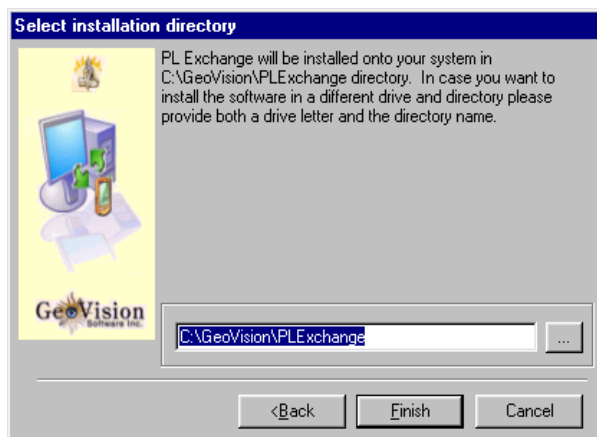 Select installation directory
PL Exchange will be installed onto your system in
C:\GeoVision\PLExchange directory. In case you want to
install the software in a different drive and directory please
provide both a drive letter and the directory name.
GeoVision
Software Inc.
C:\GeoVision\PLExchange
...
<Back
Finish
Cancel